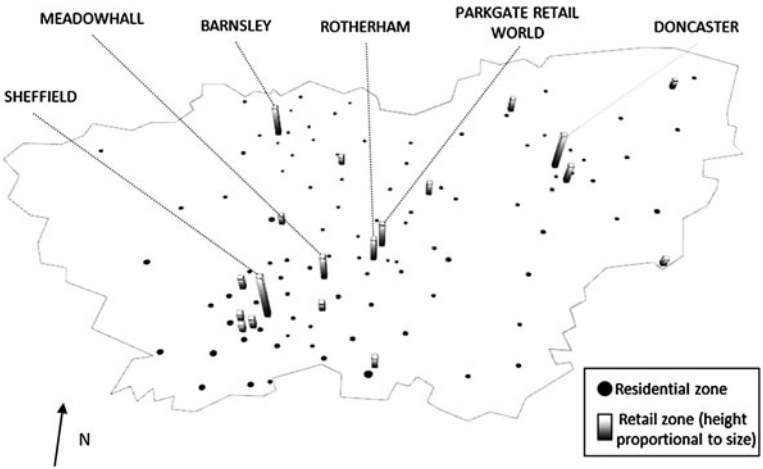 MEADOWHALL
BARNSLEY
ROTHERHAM
PARKGATE RETAIL
WORLD
DONCASTER
SHEFFIELD
Residential zone
Retail zone (height
proportional to size)
N